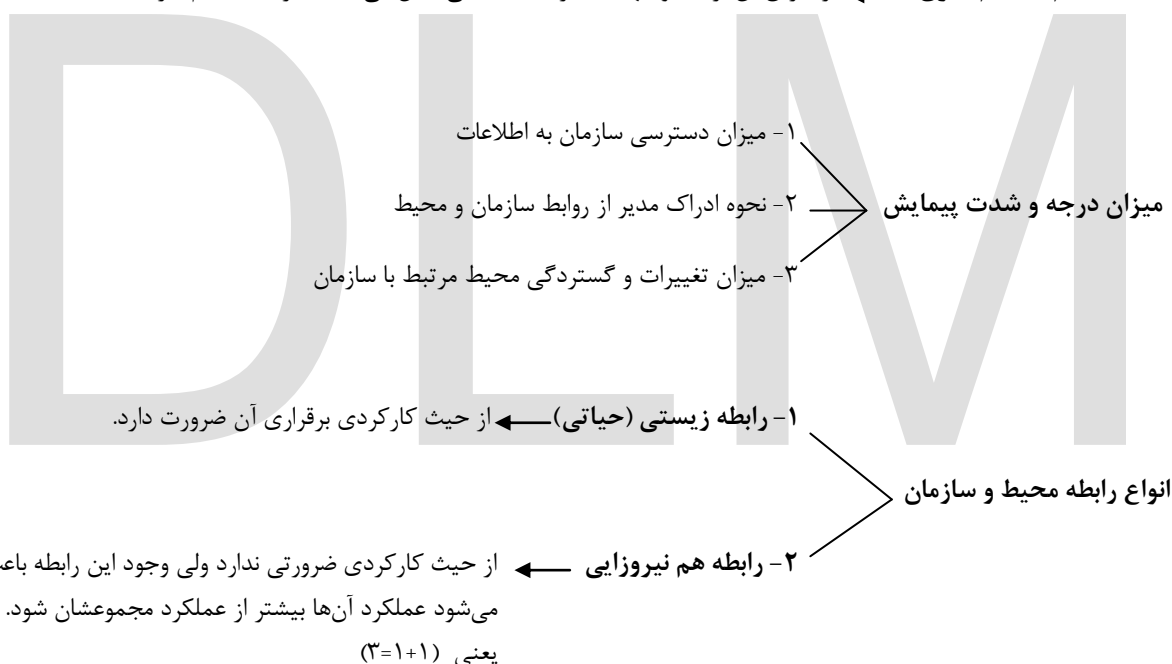 DLM
۱- میزان دسترسی سازمان به اطلاعات
میزان درجه و شدت پیمایش ۲- نحوه ادراک مدیر از روابط سازمان و محیط
۳- میزان تغییرات و گستردگی محیط مرتبط با سازمان
۱- رابطه زیستی (حیاتی) از حیث کارکردی برقراری آن ضرورت دارد.
انواع رابطه محیط و سازمان
۲- رابطه هم نیروزایی از حیث کارکردی ضرورتی ندارد ولی وجود این رابطه
می‌شود عملکرد آن‌ها بیشتر از عملکرد مجموعشان شود.
یعنی (۳=۱+۱)